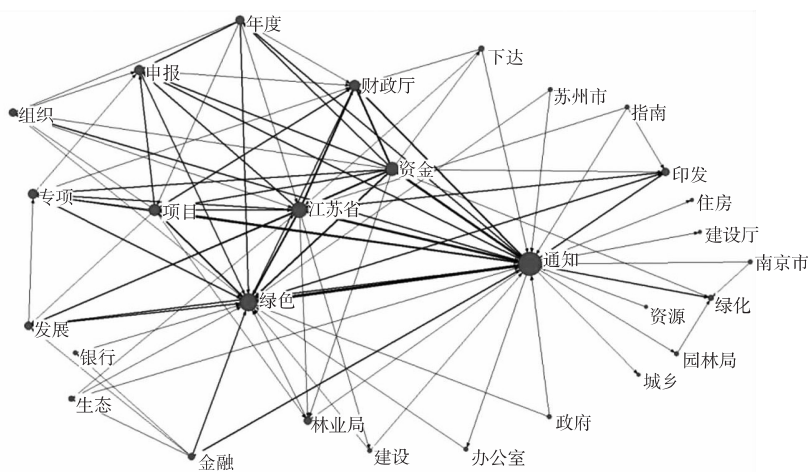 年度
下达
申报
财政厅
苏州市
组织
指南
资金
印发
专项
项目
江苏省
住房
建设厅
通知
南京市
绿色
绿化
资源
发展
银行
园林局
城乡
生态
林业局
政府
金融
建设
办公室